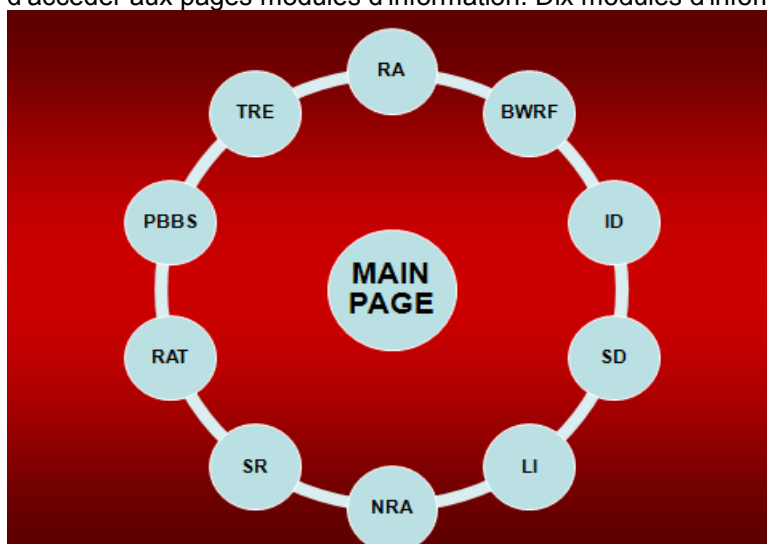 d'accéder aux pages modules d'information. Dix modules d'infor
RA
TRE
BWRF
PBBS
ID
MAIN
PAGE
RAT
SD
SR
LI
NRA